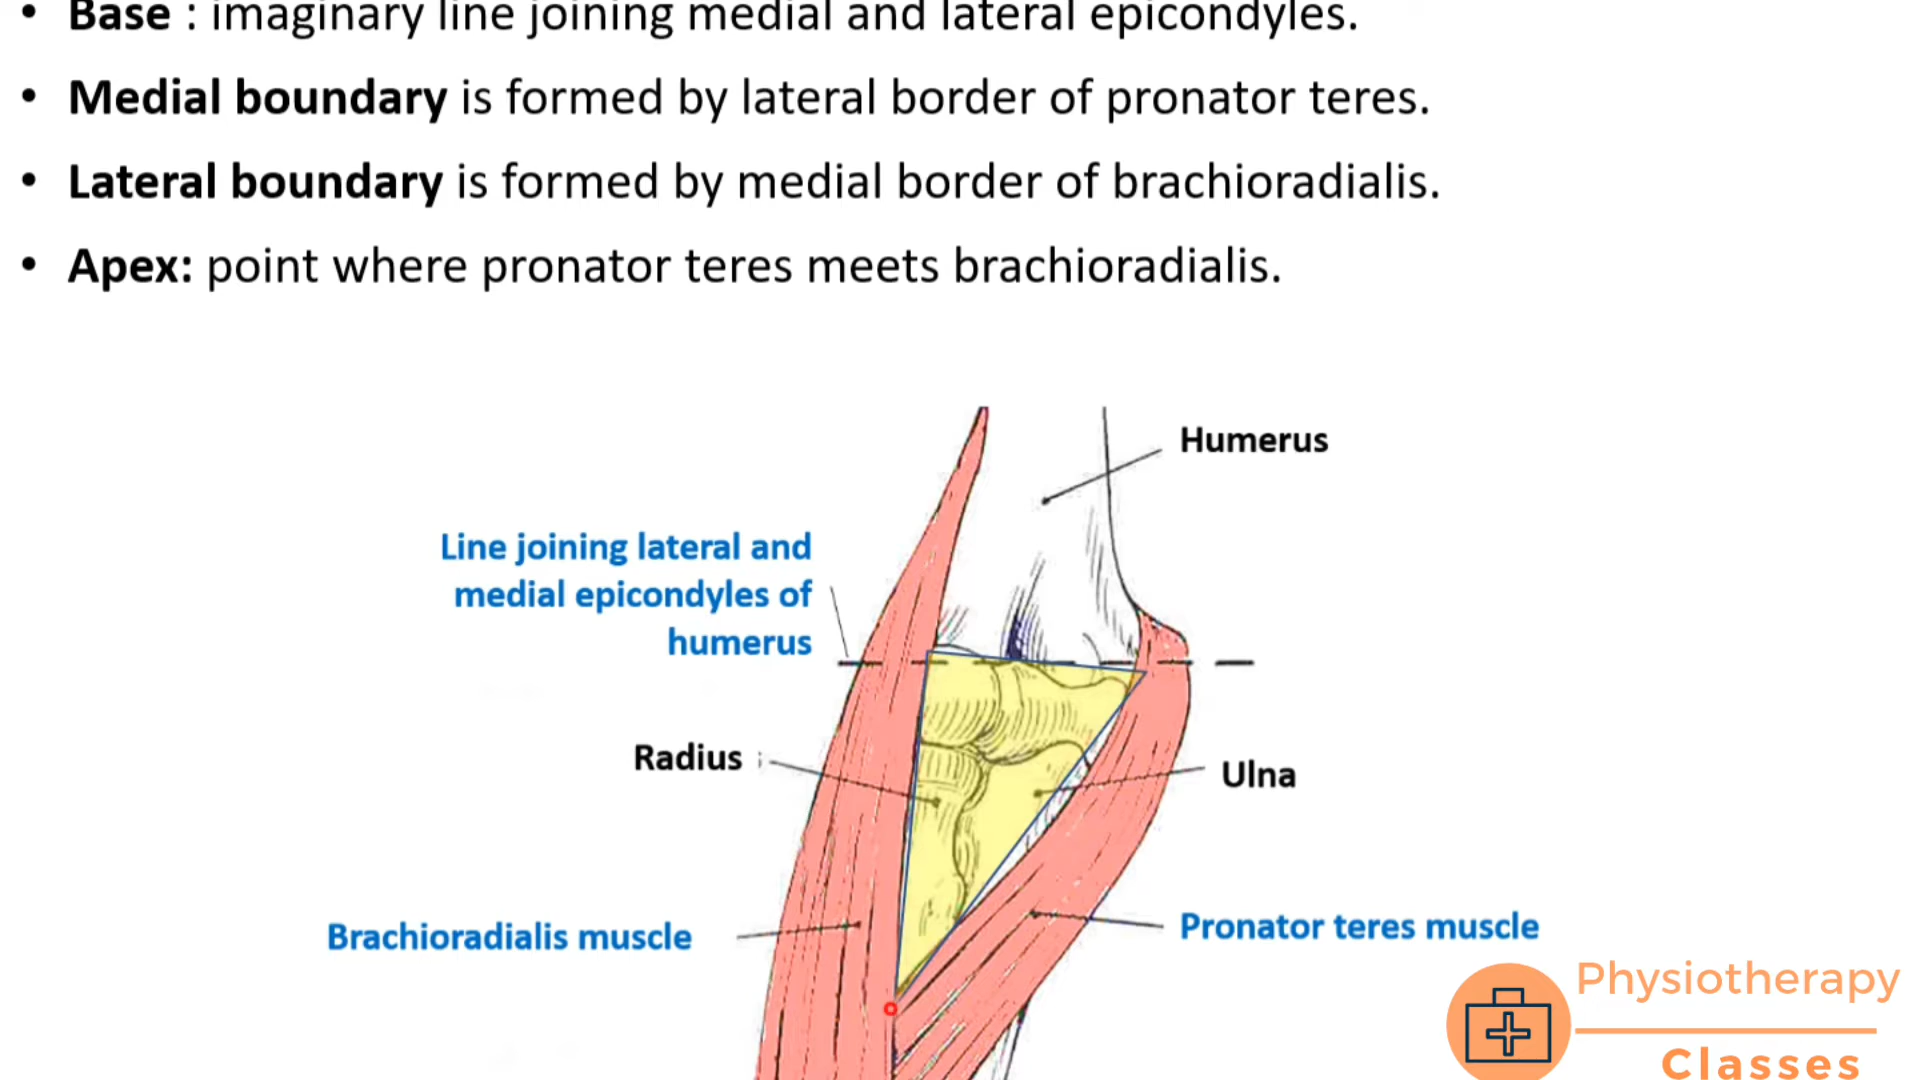 • Base : imaginary line joining medial and lateral epicondyles.
• Medial boundary is formed by lateral border of pronator teres.
• Lateral boundary is formed by medial border of brachioradialis.
• Apex: point where pronator teres meets brachioradialis.
Humerus
Line joining lateral and
medial epicondyles of
humerus
Radius
Ulna
Brachioradialis muscle
Pronator teres muscle
Physiotherapy
Classes